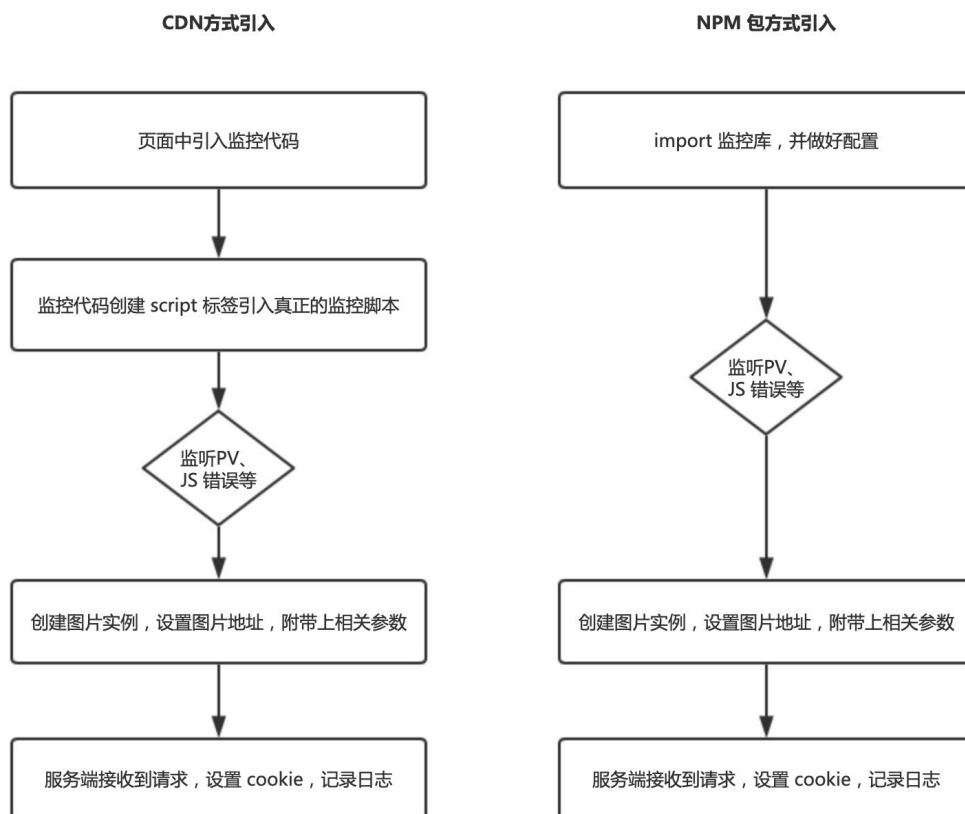 CDN方式引入
页面中引入监控代码
监控代码创建 script 标签引入真正的监控脚本
监听PV、
JS 错误等
创建图片实例，设置图片地址，附带上相关参数
服务端接收到请求，设置 cookie，记录日志
NPM 包方式引入
import 监控库，并做好配置
监听PV、
JS 错误等
创建图片实例，设置图片地址，附带上相关参数
服务端接收到请求，设置 cookie，记录日志